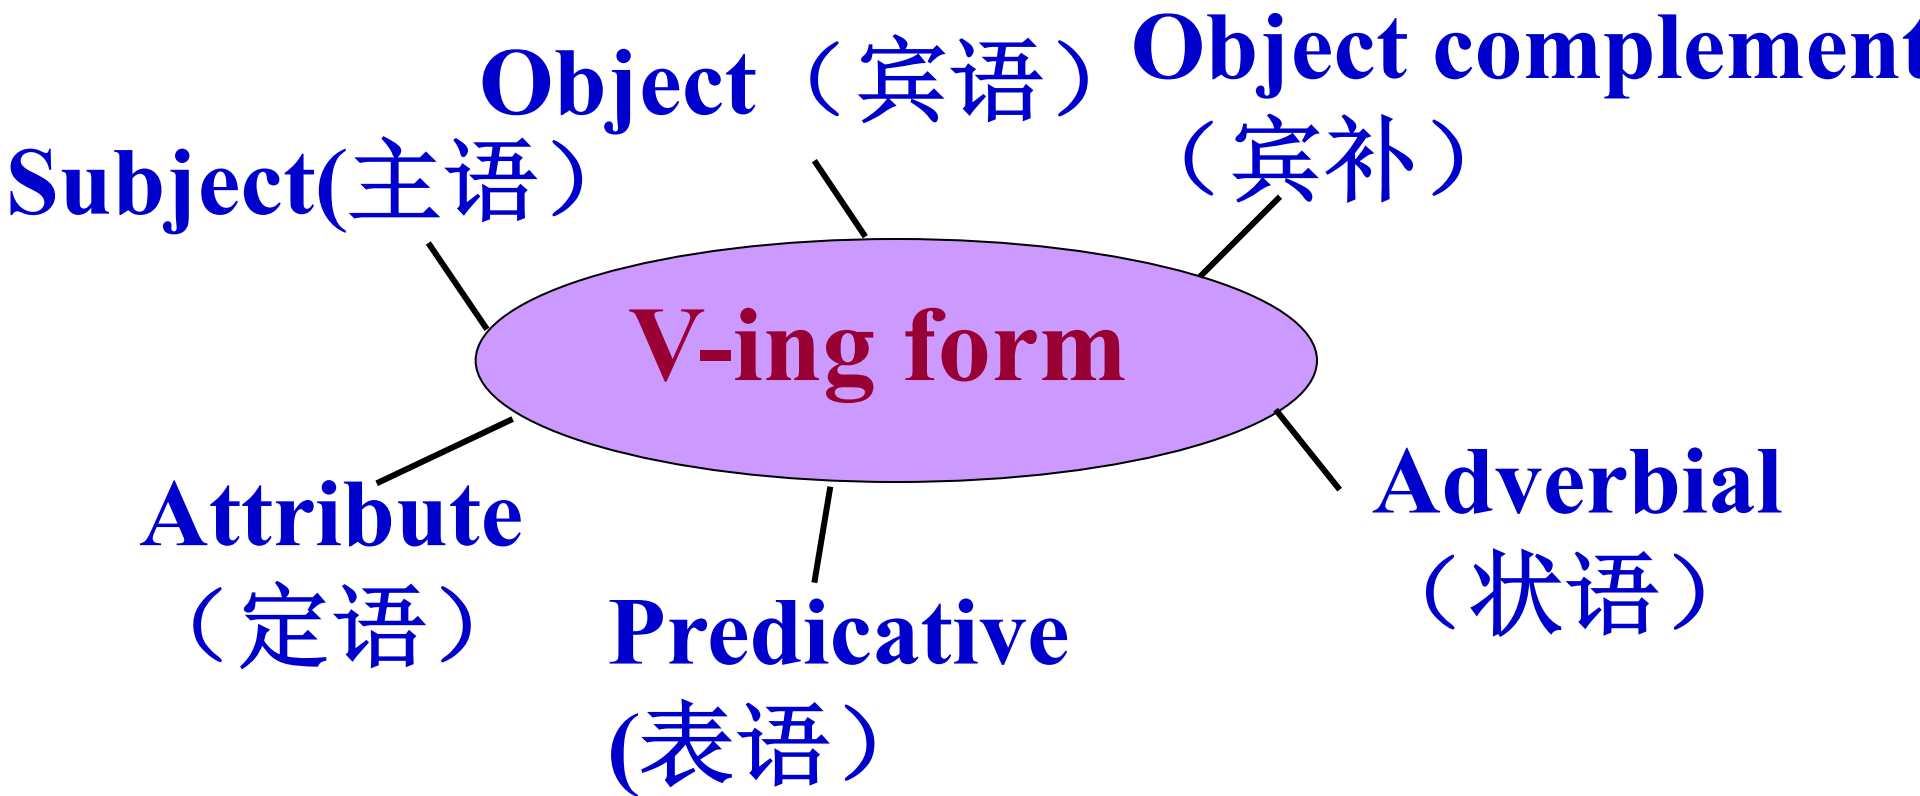 Object（宾语）
Object complement
（宾补）
Subject(主语）
V-ing form
Attribute
（定语）
Adverbial
（状语）
Predicative
(表语）